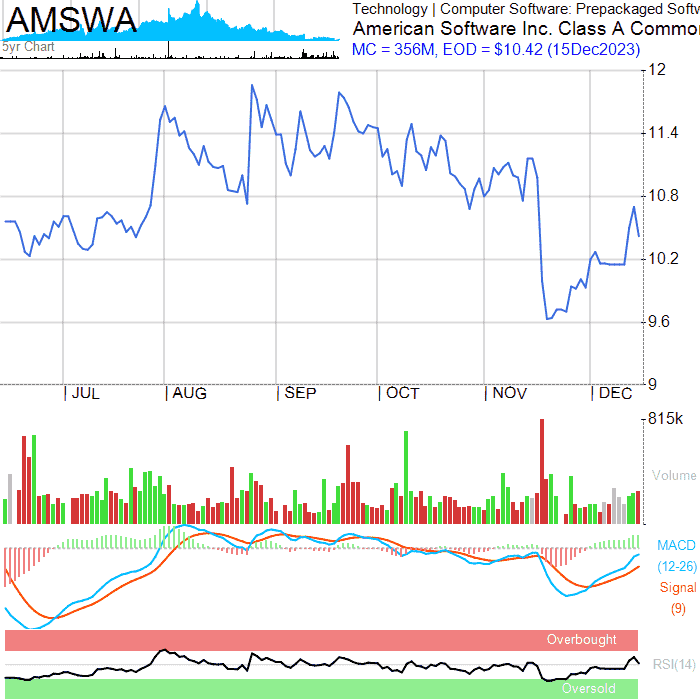 AMSWA
5yr Chart
Technology | Computer Software: Prepackaged Softw
American Software Inc. Class A Common
MC = 356M, EOD = $10.42 (15Dec2023)
12
11.4
10.8
10.2
9.6
9
JUL AUG SEP OCT NOV DEC
815k
Volume
MACD
(12-26)
Signal
(9)
Overbought
RSI(14)
Oversold